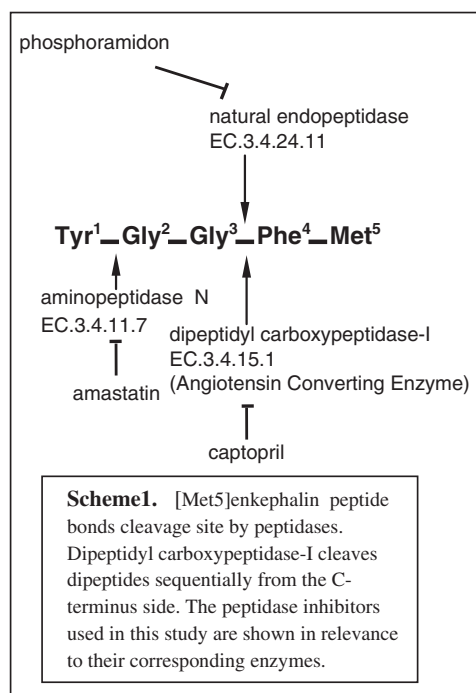 phosphoramidon
natural endopeptidase
EC.3.4.24.11
Tyr¹ – Gly² – Gly³ – Phe⁴ – Met⁵
aminopeptidase N
EC.3.4.11.7
dipeptidyl carboxypeptidase-I
EC.3.4.15.1
(Angiotensin Converting Enzyme)
amastatin
captopril
Scheme1. [Met5]enkephalin peptide
bonds cleavage site by peptidases.
Dipeptidyl carboxypeptidase-I cleaves
dipeptides sequentially from the C-
terminus side. The peptidase inhibitors
used in this study are shown in relevance
to their corresponding enzymes.